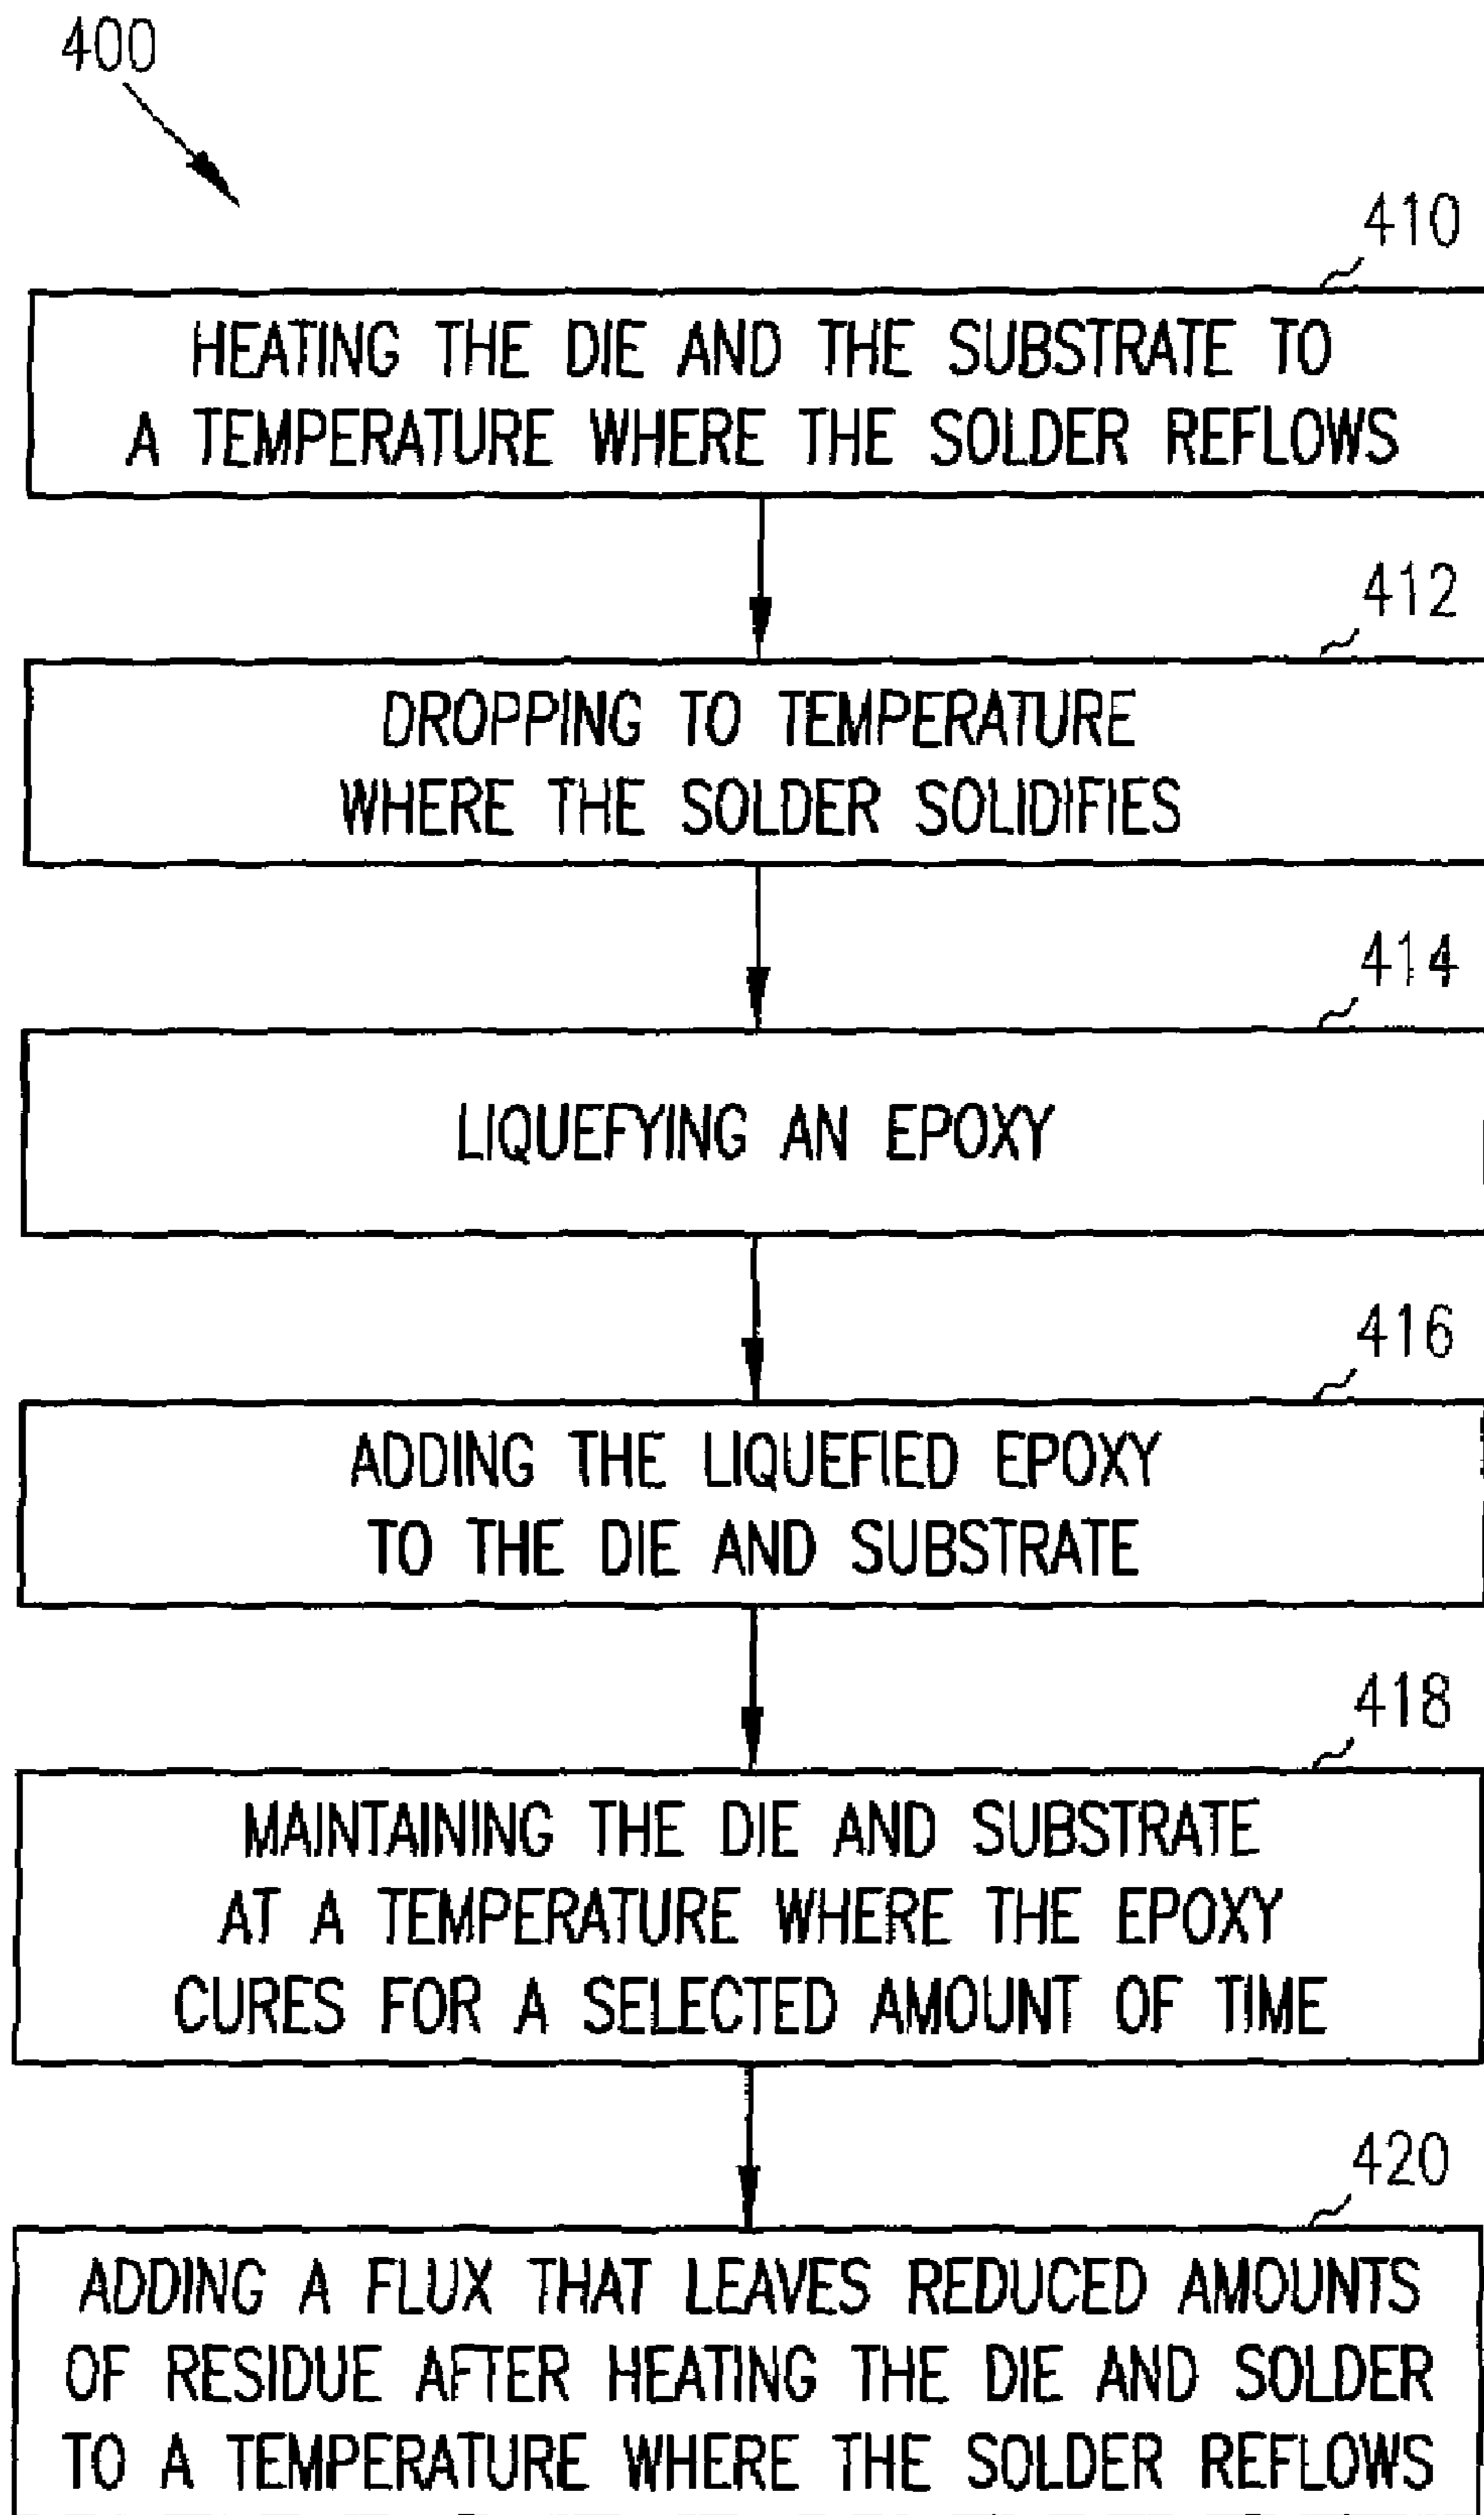 400
410
HEATING THE DIE AND THE SUBSTRATE TO
A TEMPERATURE WHERE THE SOLDER REFLOWS
412
DROPPING TO TEMPERATURE
WHERE THE SOLDER SOLIDIFIES
414
LIQUEFYING AN EPOXY
416
ADDING THE LIQUEFIED EPOXY
TO THE DIE AND SUBSTRATE
418
MAINTAINING THE DIE AND SUBSTRATE
AT A TEMPERATURE WHERE THE EPOXY
CURES FOR A SELECTED AMOUNT OF TIME
420
ADDING A FLUX THAT LEAVES REDUCED AMOUNTS
OF RESIDUE AFTER HEATING THE DIE AND SOLDER
TO A TEMPERATURE WHERE THE SOLDER REFLOWS